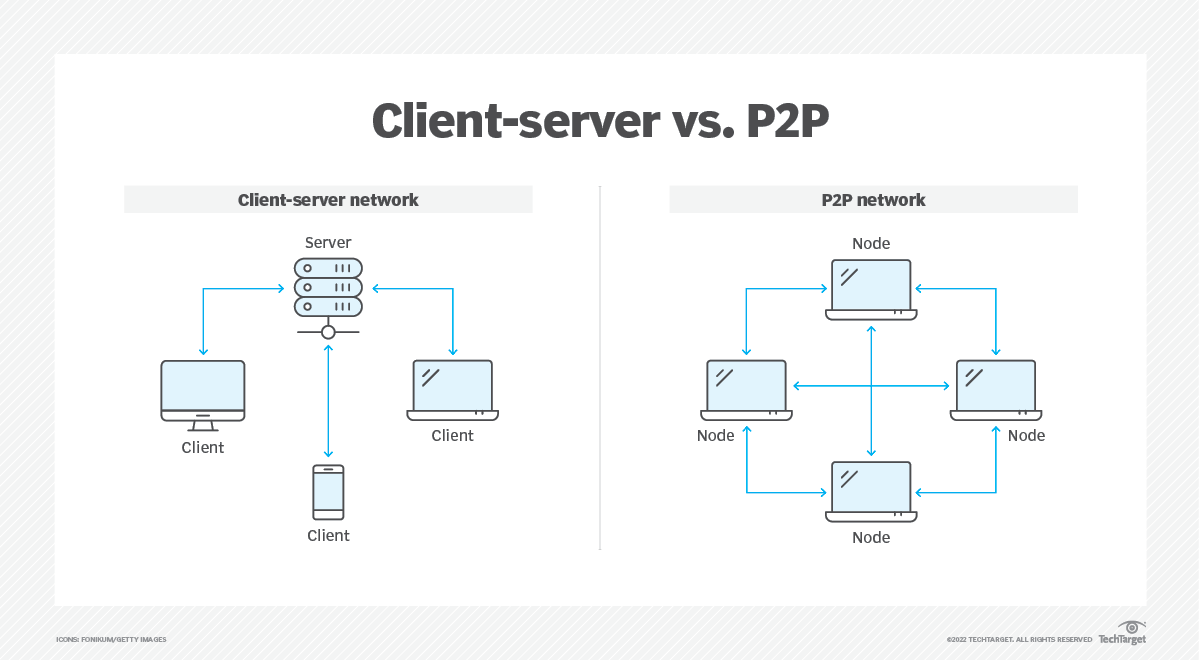 Client-server vs. P2P
Client-server network
Server
Client
Client
Client
P2P network
Node
Node
Node
Node
ICONS: FONIKUM/GETTY IMAGES
©2022 TECHTARGET. ALL RIGHTS RESERVED TechTarget